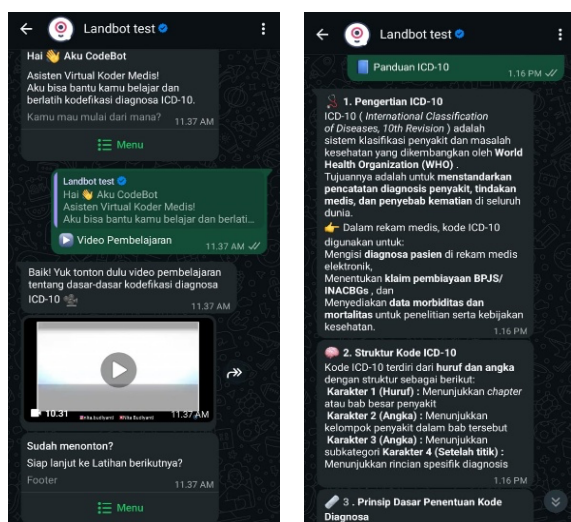 Landbot test
Hai 👋 Aku CodeBot
Asisten Virtual Koder Medis!
Aku bisa bantu kamu belajar dan
berlatih kodefikasi diagnosa ICD-10.
Kamu mau mulai dari mana? 11.37 AM
Menu
Landbot test
Hai 👋 Aku CodeBot
Asisten Virtual Koder Medis!
Aku bisa bantu kamu belajar dan berlati...
Video Pembelajaran
11.37 AM
Baik! Yuk tonton dulu video pembelajaran
tentang dasar-dasar kodefikasi diagnosa
ICD-10
11.37 AM
10.31
11.37 AM
Sudah menonton?
Siap lanjut ke Latihan berikutnya?
Footer 11.37 AM
Menu
Landbot test
Panduan ICD-10
1.16 PM
1. Pengertian ICD-10
ICD-10 ( International Classification
of Diseases, 10th Revision ) adalah
sistem klasifikasi penyakit dan masalah
kesehatan yang dikembangkan oleh World
Health Organization (WHO) .
Tujuannya adalah untuk menstandarkan
pencatatan diagnosis penyakit, tindakan
medis, dan penyebab kematian di seluruh
dunia.
👉 Dalam rekam medis, kode ICD-10
digunakan untuk:
Mengisi diagnosa pasien di rekam medis
elektronik,
Menentukan klaim pembiayaan BPJS/
INACBGs , dan
Menyediakan data morbiditas dan
mortalitas untuk penelitian serta kebijakan
kesehatan. 1.16 PM
🧠 2. Struktur Kode ICD-10
Kode ICD-10 terdiri dari huruf dan angka
dengan struktur sebagai berikut:
Karakter 1 (Huruf) : Menunjukkan chapter
atau bab besar penyakit
Karakter 2 (Angka) : Menunjukkan
kelompok penyakit dalam bab tersebut
Karakter 3 (Angka) : Menunjukkan
subkategori Karakter 4 (Setelah titik) :
Menunjukkan rincian spesifik diagnosis
1.16 PM
3 . Prinsip Dasar Penentuan Kode
Diagnosa